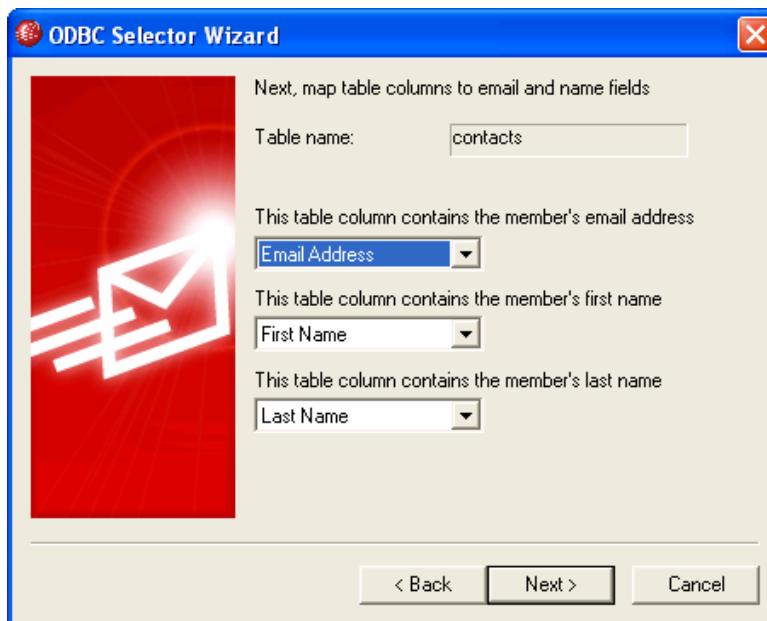 ODBC Selector Wizard
Next, map table columns to email and name fields
Table name: contacts
This table column contains the member's email address
Email Address
This table column contains the member's first name
First Name
This table column contains the member's last name
Last Name
< Back Next > Cancel